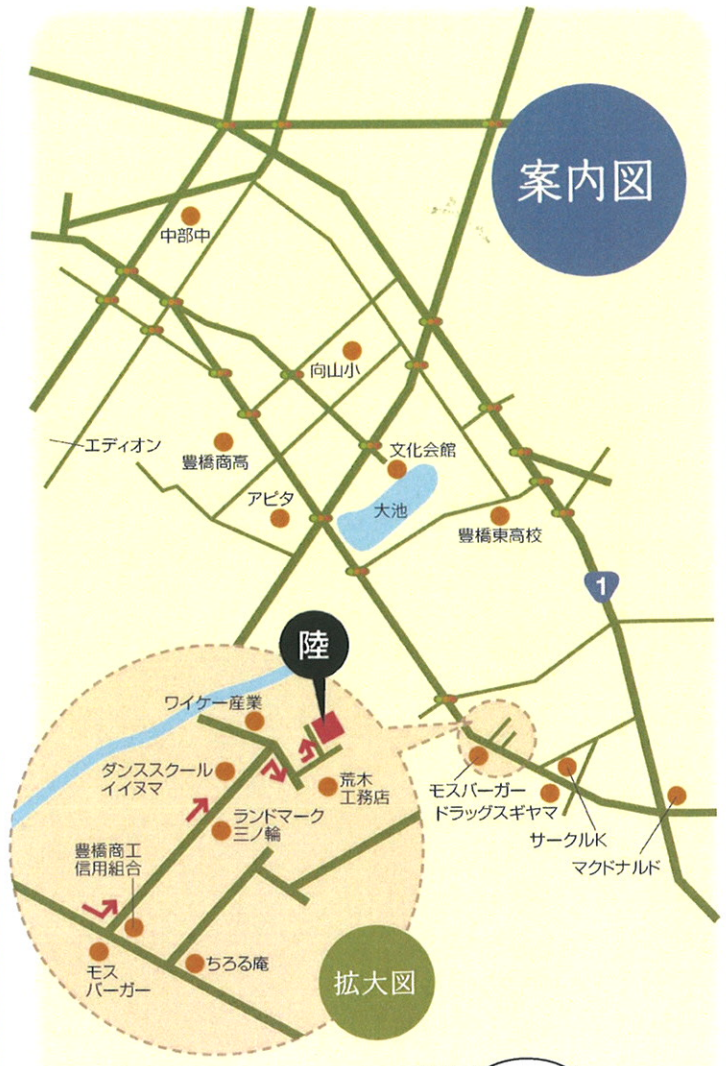 案内図
中部中
向山小
エディオン
豊橋商高
文化会館
アピタ
大池
豊橋東高校
1
陸
ワイケー産業
ダンススクール
イイヌマ
荒木
工務店
ランドマーク
三ノ輪
豊橋商工
信用組合
モス
バーガー
ちろる庵
拡大図
モスバーガー
ドラッグスギヤマ
サークルK
マクドナルド